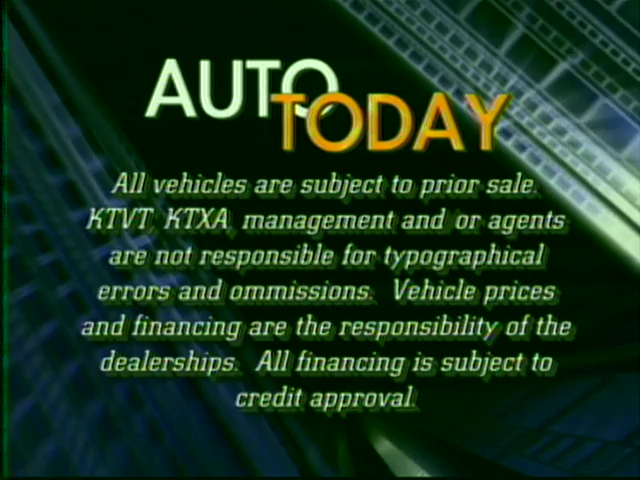 AUTO
TODAY
All vehicles are subject to prior sale.
KTVT, KTXA, management and or agents
are not responsible for typographical
errors and ommissions. Vehicle prices
and financing are the responsibility of the
dealerships. All financing is subject to
credit approval.